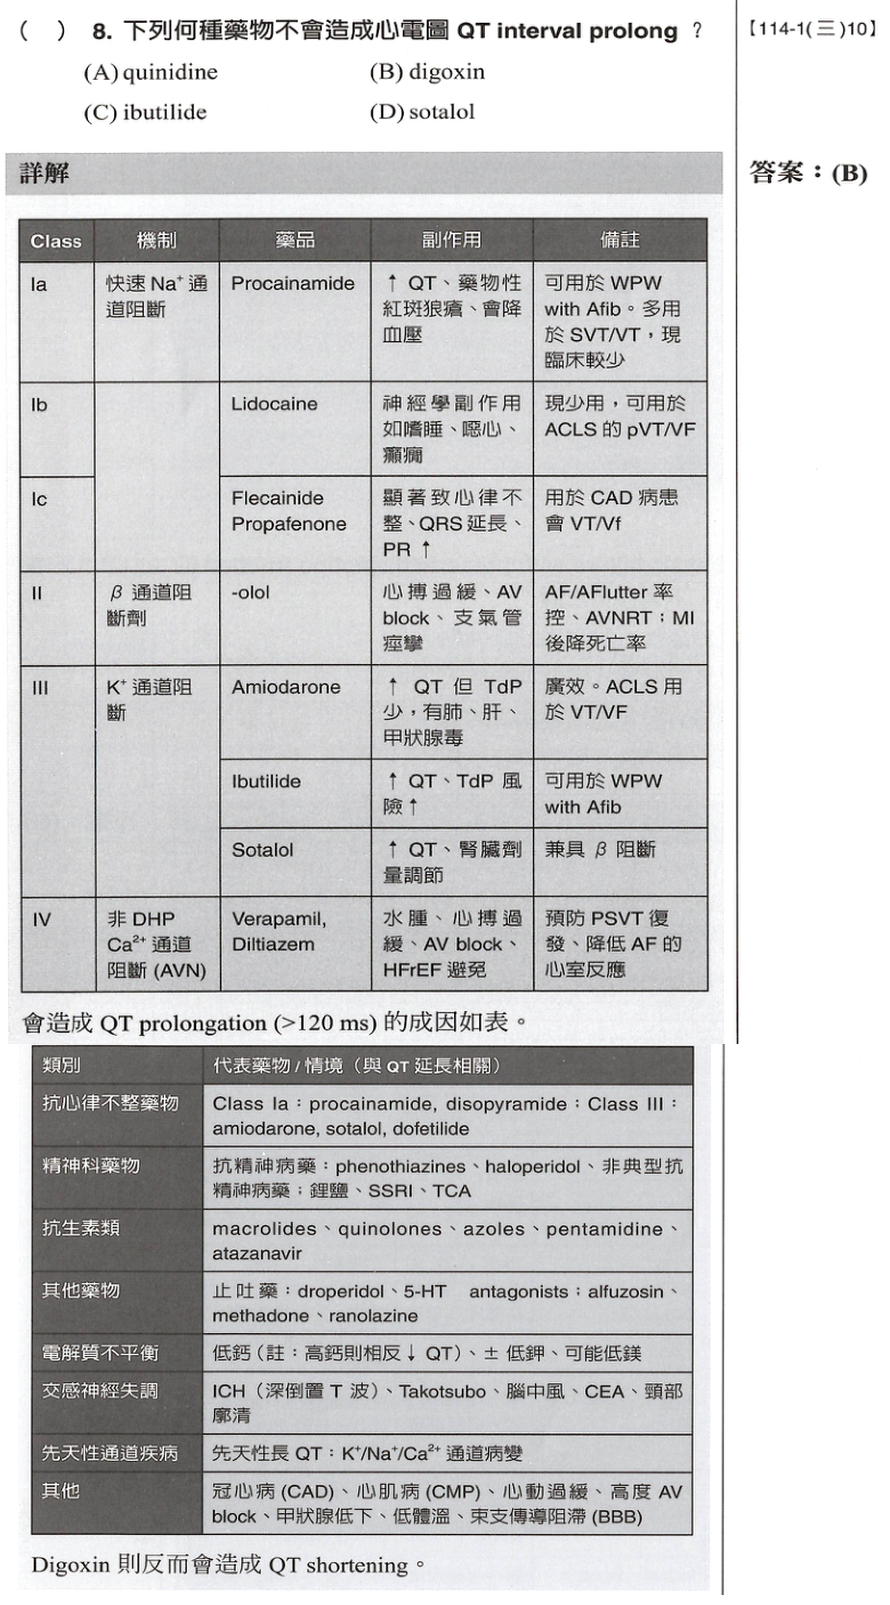 (　) 8. 下列何種藥物不會造成心電圖 QT interval prolong ？
【114-1(三)10】
(A) quinidine
(B) digoxin
(C) ibutilide
(D) sotalol
詳解
答案：(B)
Class 機制 藥品 副作用 備註
Ia
快速 Na⁺ 通
道阻斷
Procainamide
↑ QT、藥物性
紅斑狼瘡、會降
血壓
可用於 WPW
with Afib。多用
於 SVT/VT，現
臨床較少
Ib
Lidocaine
神經學副作用
如嗜睡、噁心、
癲癇
現少用，可用於
ACLS 的 pVT/VF
Ic
Flecainide
Propafenone
顯著致心律不
整、QRS 延長、
PR ↑
用於 CAD 病患
會 VT/Vf
II
β 通道阻
斷劑
-olol
心搏過緩、AV
block、支氣管
痙攣
AF/AFlutter 率
控、AVNRT；MI
後降死亡率
III
K⁺ 通道阻
斷
Amiodarone
↑ QT 但 TdP
少，有肺、肝、
甲狀腺毒
廣效。ACLS 用
於 VT/VF
Ibutilide
↑ QT、TdP 風
險↑
可用於 WPW
with Afib
Sotalol
↑ QT、腎臟劑
量調節
兼具 β 阻斷
IV
非 DHP
Ca²⁺ 通道
阻斷 (AVN)
Verapamil,
Diltiazem
水腫、心搏過
緩、AV block、
HFrEF 避免
預防 PSVT 復
發、降低 AF 的
心室反應
會造成 QT prolongation (>120 ms) 的成因如表。
類別 代表藥物 / 情境（與 QT 延長相關）
抗心律不整藥物
Class Ia：procainamide, disopyramide；Class III：
amiodarone, sotalol, dofetilide
精神科藥物
抗精神病藥：phenothiazines、haloperidol、非典型抗
精神病藥；鋰鹽、SSRI、TCA
抗生素類
macrolides、quinolones、azoles、pentamidine、
atazanavir
其他藥物
止吐藥：droperidol、5-HT antagonists；alfuzosin、
methadone、ranolazine
電解質不平衡
低鈣（註：高鈣則相反↓ QT）、± 低鉀、可能低鎂
交感神經失調
ICH（深倒置 T 波）、Takotsubo、腦中風、CEA、頸部
廓清
先天性通道疾病
先天性長 QT：K⁺/Na⁺/Ca²⁺ 通道病變
其他
冠心病 (CAD)、心肌病 (CMP)、心動過緩、高度 AV
block、甲狀腺低下、低體溫、束支傳導阻滯 (BBB)
Digoxin 則反而會造成 QT shortening。